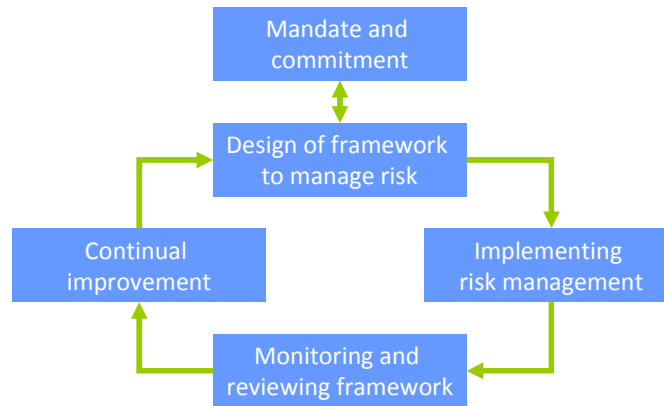 Mandate and
commitment
Design of framework
to manage risk
Continual
improvement
Implementing
risk management
Monitoring and
reviewing framework